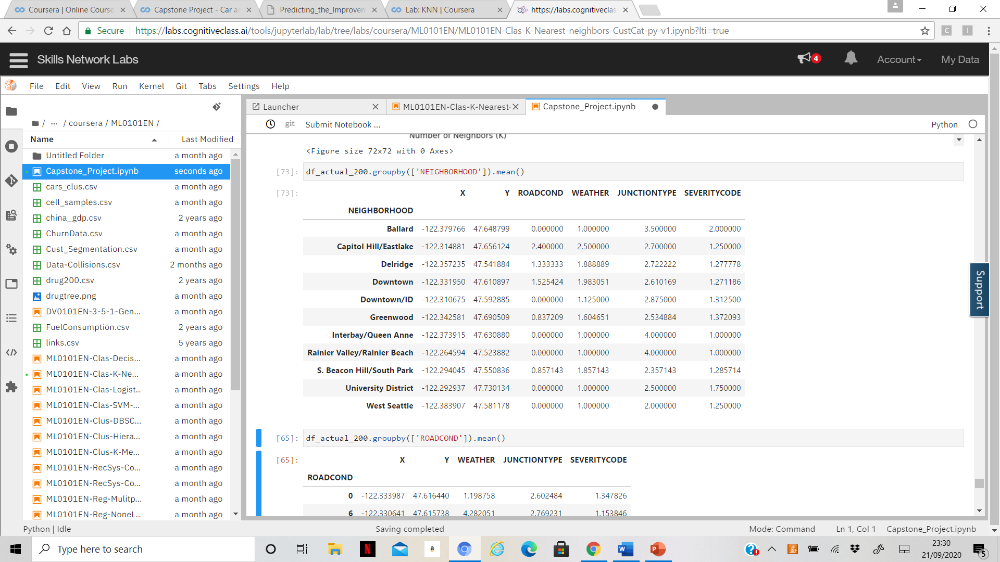 Coursera | Online Course
Capstone Project - Car a
Predicting_the_Improvem
Lab: KNN | Coursera
https://labs.cognitiveclas
Secure https://labs.cognitiveclass.ai/tools/jupyterlab/lab/tree/labs/coursera/ML0101EN/ML0101EN-Clas-K-Nearest-neighbors-CustCat-py-v1.ipynb?lti=true
C I
Skills Network Labs
4 Account My Data
File Edit View Run Kernel Git Tabs Settings Help
Launcher
ML0101EN-Clas-K-Nearest-
Capstone_Project.ipynb
/ ... / coursera / ML0101EN /
git Submit Notebook ... Python
Name Last Modified
Untitled Folder a month ago
Capstone_Project.ipynb seconds ago
cars_clus.csv a month ago
cell_samples.csv a month ago
china_gdp.csv 2 years ago
ChurnData.csv a month ago
Cust_Segmentation.csv a month ago
Data-Collisions.csv 2 months ago
drug200.csv 2 years ago
drugtree.png a month ago
DV0101EN-3-5-1-Gen... a month ago
FuelConsumption.csv 2 years ago
links.csv 5 years ago
ML0101EN-Clas-Decis... a month ago
ML0101EN-Clas-K-Ne... a month ago
ML0101EN-Clas-Logist... a month ago
ML0101EN-Clas-SVM-... a month ago
ML0101EN-Clus-DBSC... a month ago
ML0101EN-Clus-Hiera... a month ago
ML0101EN-Clus-K-Me... a month ago
ML0101EN-RecSys-Co... a month ago
ML0101EN-RecSys-Co... a month ago
ML0101EN-Reg-Mulitp... a month ago
ML0101EN-Reg-NoneL... a month ago
Number of Neighbors (K)
<Figure size 72x72 with 0 Axes>
[73]: df_actual_200.groupby(['NEIGHBORHOOD']).mean()
[73]: X Y ROADCOND WEATHER JUNCTIONTYPE SEVERITYCODE
NEIGHBORHOOD
Ballard -122.379766 47.648799 0.000000 1.000000 3.500000 2.000000
Capitol Hill/Eastlake -122.314881 47.656124 2.400000 2.500000 2.700000 1.250000
Delridge -122.357235 47.541884 1.333333 1.888889 2.722222 1.277778
Downtown -122.331950 47.610897 1.525424 1.983051 2.610169 1.271186
Downtown/ID -122.310675 47.592885 0.000000 1.125000 2.875000 1.312500
Greenwood -122.342581 47.690509 0.837209 1.604651 2.534884 1.372093
Interbay/Queen Anne -122.373915 47.630880 0.000000 1.000000 4.000000 1.000000
Rainier Valley/Rainier Beach -122.264594 47.523882 0.000000 1.000000 4.000000 1.000000
S. Beacon Hill/South Park -122.294045 47.550836 0.857143 1.857143 2.357143 1.285714
University District -122.292937 47.730134 0.000000 1.000000 2.500000 1.750000
West Seattle -122.383907 47.581178 0.000000 1.000000 2.000000 1.250000
[65]: df_actual_200.groupby(['ROADCOND']).mean()
[65]: X Y WEATHER JUNCTIONTYPE SEVERITYCODE
ROADCOND
0 -122.333987 47.616440 1.198758 2.602484 1.347826
6 -122.330641 47.615738 4.282051 2.769231 1.153846
Support
Python | Idle Saving completed Mode: Command Ln 1, Col 1 Capstone_Project.ipynb
Type here to search
N
a
W
P
23:30
21/09/2020
5